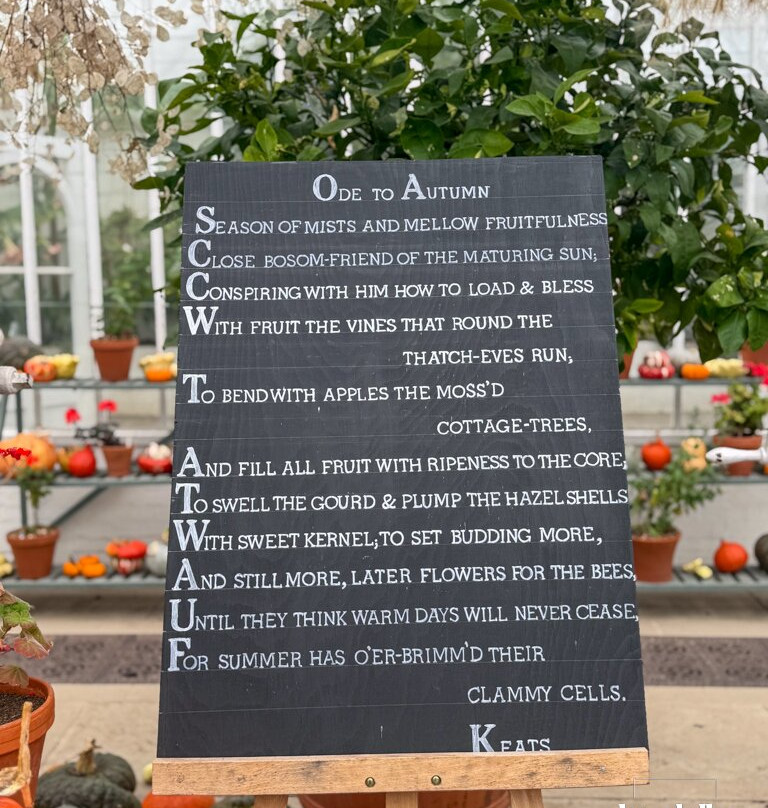 ODE TO AUTUMN
SEASON OF MISTS AND MELLOW FRUITFULNESS
CLOSE BOSOM-FRIEND OF THE MATURING SUN;
CONSPIRING WITH HIM HOW TO LOAD & BLESS
WITH FRUIT THE VINES THAT ROUND THE
THATCH-EVES RUN;
TO BEND WITH APPLES THE MOSS'D
COTTAGE-TREES,
AND FILL ALL FRUIT WITH RIPENESS TO THE CORE;
TO SWELL THE GOURD & PLUMP THE HAZEL SHELLS
WITH SWEET KERNEL; TO SET BUDDING MORE,
AND STILL MORE, LATER FLOWERS FOR THE BEES,
UNTIL THEY THINK WARM DAYS WILL NEVER CEASE,
FOR SUMMER HAS O'ER-BRIMM'D THEIR
CLAMMY CELLS.
KEATS